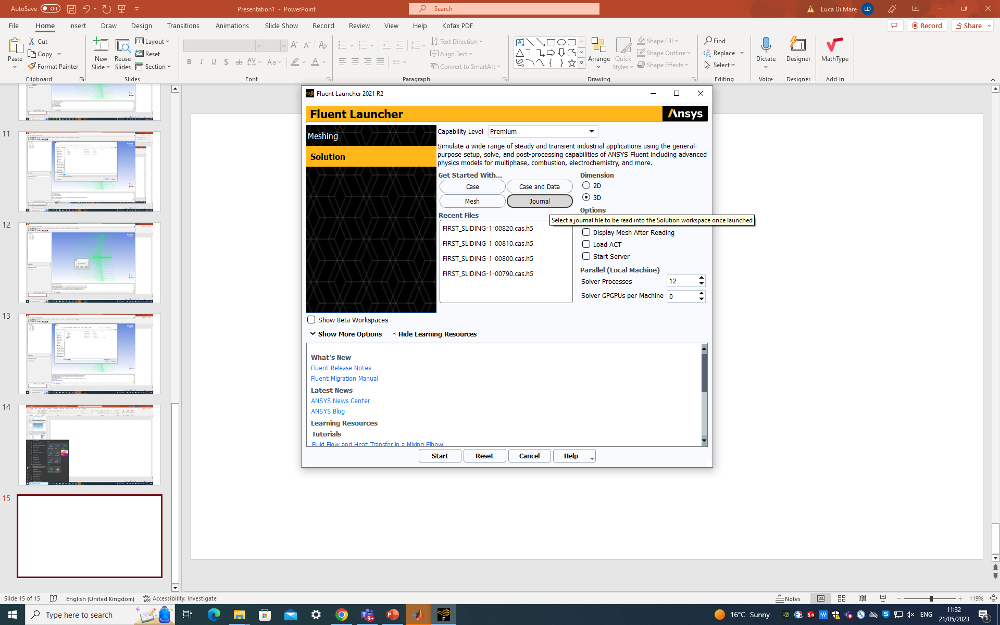 AutoSave Off Presentation1 - PowerPoint Search Luca Di Mare LD
File Home Insert Draw Design Transitions Animations Slide Show Record Review View Help Kofax PDF Record Share
Paste Cut Copy Format Painter
New Slide Reuse Slides Layout Reset Section
B I U S ab AV Aa A
Text Direction Align Text Convert to SmartArt
Arrange Quick Styles Shape Fill Shape Outline Shape Effects
Find Replace Select
Dictate Designer MathType
Clipboard Slides Font Paragraph Drawing Editing Voice Designer Add-in
11
12
13
14
15
Fluent Launcher 2021 R2
Fluent Launcher Ansys
Meshing
Solution
Capability Level Premium
Simulate a wide range of steady and transient industrial applications using the general-
purpose setup, solve, and post-processing capabilities of ANSYS Fluent including advanced
physics models for multiphase, combustion, electrochemistry, and more.
Get Started With... Dimension
Case Case and Data 2D
Mesh Journal 3D
Recent Files Options
Select a journal file to be read into the Solution workspace once launched
FIRST_SLIDING-1-00820.cas.h5 Display Mesh After Reading
FIRST_SLIDING-1-00810.cas.h5 Load ACT
FIRST_SLIDING-1-00800.cas.h5 Start Server
FIRST_SLIDING-1-00790.cas.h5
Parallel (Local Machine)
Solver Processes 12
Solver GPGPUs per Machine 0
Show Beta Workspaces
Show More Options Hide Learning Resources
What's New
Fluent Release Notes
Fluent Migration Manual
Latest News
ANSYS News Center
ANSYS Blog
Learning Resources
Tutorials
Fluid Flow and Heat Transfer in a Mixing Elbow
Start Reset Cancel Help
Slide 15 of 15 English (United Kingdom) Accessibility: Investigate Notes 119%
Type here to search 16°C Sunny ENG 11:32
21/05/2023